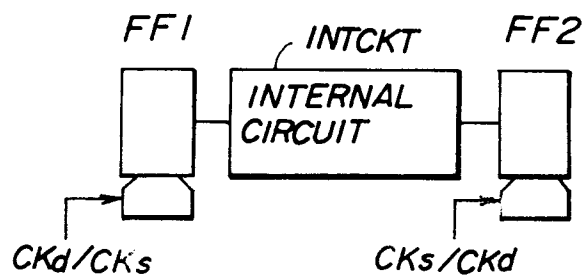 FF1
INTCKT
FF2
INTERNAL
CIRCUIT
CKd/CKs
CKs/CKd